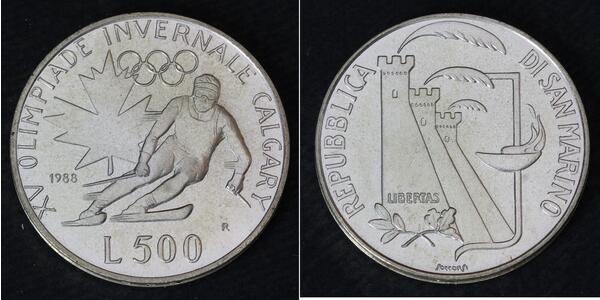 XV OLIMPIADE INVERNALE CALGARY
1988
R
L 500
REPUBBLICA DI SAN MARINO
LIBERTAS